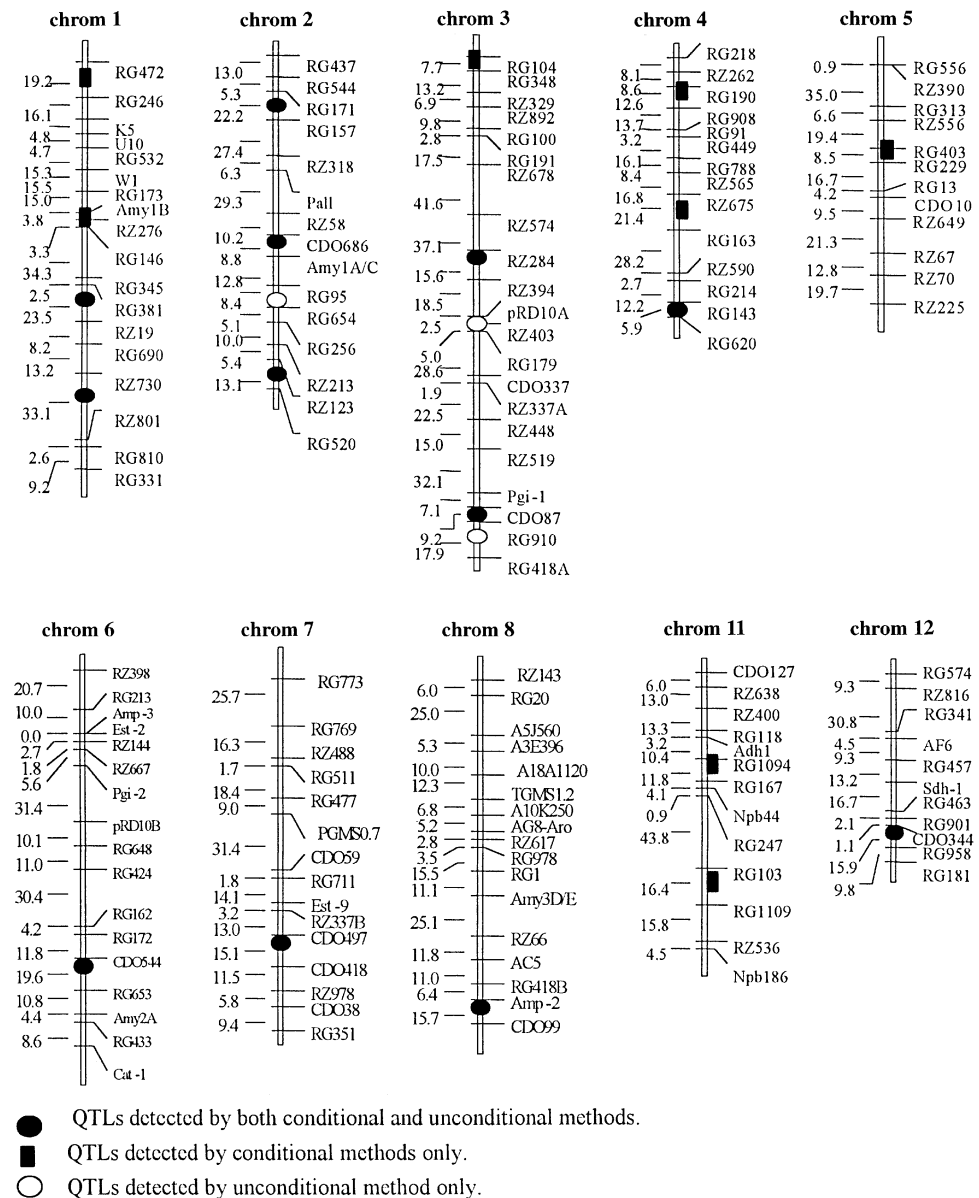 chrom 1
19.2
16.1
4.8
4.7
15.3
15.5
15.0
3.8
3.3
34.3
2.5
23.5
8.2
13.2
33.1
2.6
9.2
RG472
RG246
K5
U10
RG532
W1
RG173
Amy1B
RZ276
RG146
RG345
RG381
RZ19
RG690
RZ730
RZ801
RG810
RG331
chrom 2
13.0
5.3
22.2
27.4
6.3
29.3
10.2
8.8
12.8
8.4
5.1
10.0
5.4
13.1
RG437
RG544
RG171
RG157
RZ318
Pall
RZ58
CDO686
Amy1A/C
RG95
RG654
RG256
RZ213
RZ123
RG520
chrom 3
7.7
13.2
6.9
9.8
2.8
17.5
41.6
37.1
15.6
18.5
2.5
5.0
28.6
1.9
22.5
15.0
32.1
7.1
9.2
17.9
RG104
RG348
RZ329
RZ892
RG100
RG191
RZ678
RZ574
RZ284
RZ394
pRD10A
RZ403
RG179
CDO337
RZ337A
RZ448
RZ519
Pgi-1
CDO87
RG910
RG418A
chrom 4
8.1
8.6
12.6
13.7
3.2
16.1
8.4
16.8
21.4
28.2
2.7
12.2
5.9
RG218
RZ262
RG190
RG908
RG91
RG449
RG788
RZ565
RZ675
RG163
RZ590
RG214
RG143
RG620
chrom 5
0.9
35.0
6.6
19.4
8.5
16.7
4.2
9.5
21.3
12.8
19.7
RG556
RZ390
RG313
RZ556
RG403
RG229
RG13
CDO10
RZ649
RZ67
RZ70
RZ225
chrom 6
20.7
10.0
0.0
2.7
1.8
5.6
31.4
10.1
11.0
30.4
4.2
11.8
19.6
10.8
4.4
8.6
RZ398
RG213
Amp-3
Est-2
RZ144
RZ667
Pgi-2
pRD10B
RG648
RG424
RG162
RG172
CDO544
RG653
Amy2A
RG433
Cat-1
chrom 7
25.7
16.3
1.7
18.4
9.0
31.4
1.8
14.1
3.2
13.0
15.1
11.5
5.8
9.4
RG773
RG769
RZ488
RG511
RG477
PGMS0.7
CDO59
RG711
Est-9
RZ337B
CDO497
CDO418
RZ978
CDO38
RG351
chrom 8
6.0
25.0
5.3
10.0
12.3
6.8
5.2
2.8
3.5
15.5
11.1
25.1
11.8
11.0
6.4
15.7
RZ143
RG20
A5J560
A3E396
A18A1120
TGMS1.2
A10K250
AG8-Aro
RZ617
RG978
RG1
Amy3D/E
RZ66
AC5
RG418B
Amp-2
CDO99
chrom 11
6.0
13.0
13.3
3.2
10.4
11.8
4.1
0.9
43.8
16.4
15.8
4.5
CDO127
RZ638
RZ400
RG118
Adh1
RG1094
RG167
Npb44
RG247
RG103
RG1109
RZ536
Npb186
chrom 12
9.3
30.8
4.5
9.3
13.2
16.7
2.1
1.1
15.9
9.8
RG574
RZ816
RG341
AF6
RG457
Sdh-1
RG463
RG901
CDO344
RG958
RG181
QTLs detected by both conditional and unconditional methods.
QTLs detected by conditional methods only.
QTLs detected by unconditional method only.